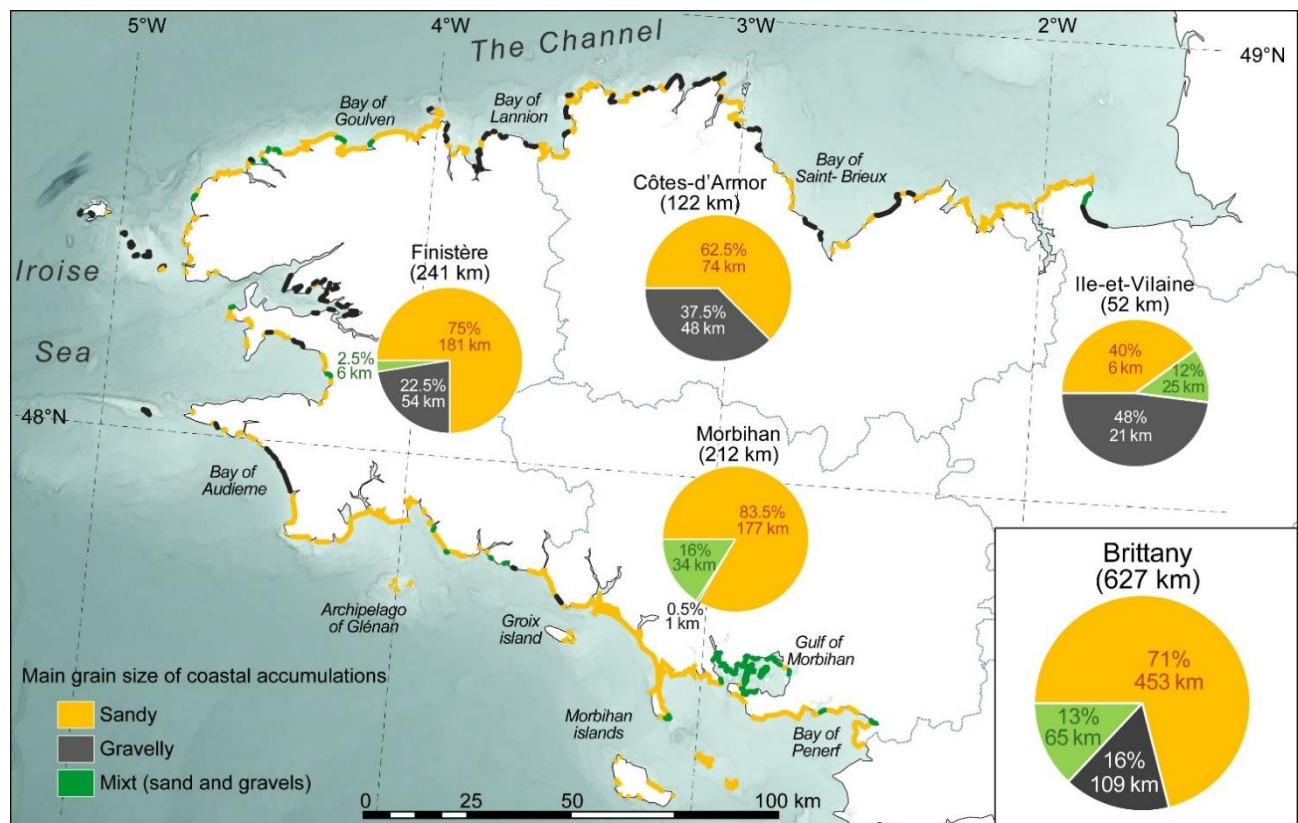 5°W
4°W
3°W
2°W
The Channel
49°N
Bay of
Goulven
Bay of
Lannion
Bay of
Saint- Brieux
Côtes-d'Armor
(122 km)
62.5%
74 km
37.5%
48 km
Finistère
(241 km)
75%
181 km
2.5%
6 km
22.5%
54 km
Ile-et-Vilaine
(52 km)
40%
6 km
12%
25 km
48%
21 km
Iroise
Sea
48°N
Bay of
Audierne
Morbihan
(212 km)
83.5%
177 km
16%
34 km
0.5%
1 km
Archipelago
of Glénan
Groix
island
Gulf of
Morbihan
Morbihan
islands
Bay of
Penerf
Brittany
(627 km)
71%
453 km
13%
65 km
16%
109 km
Main grain size of coastal accumulations
Sandy
Gravelly
Mixt (sand and gravels)
0 25 50 100 km